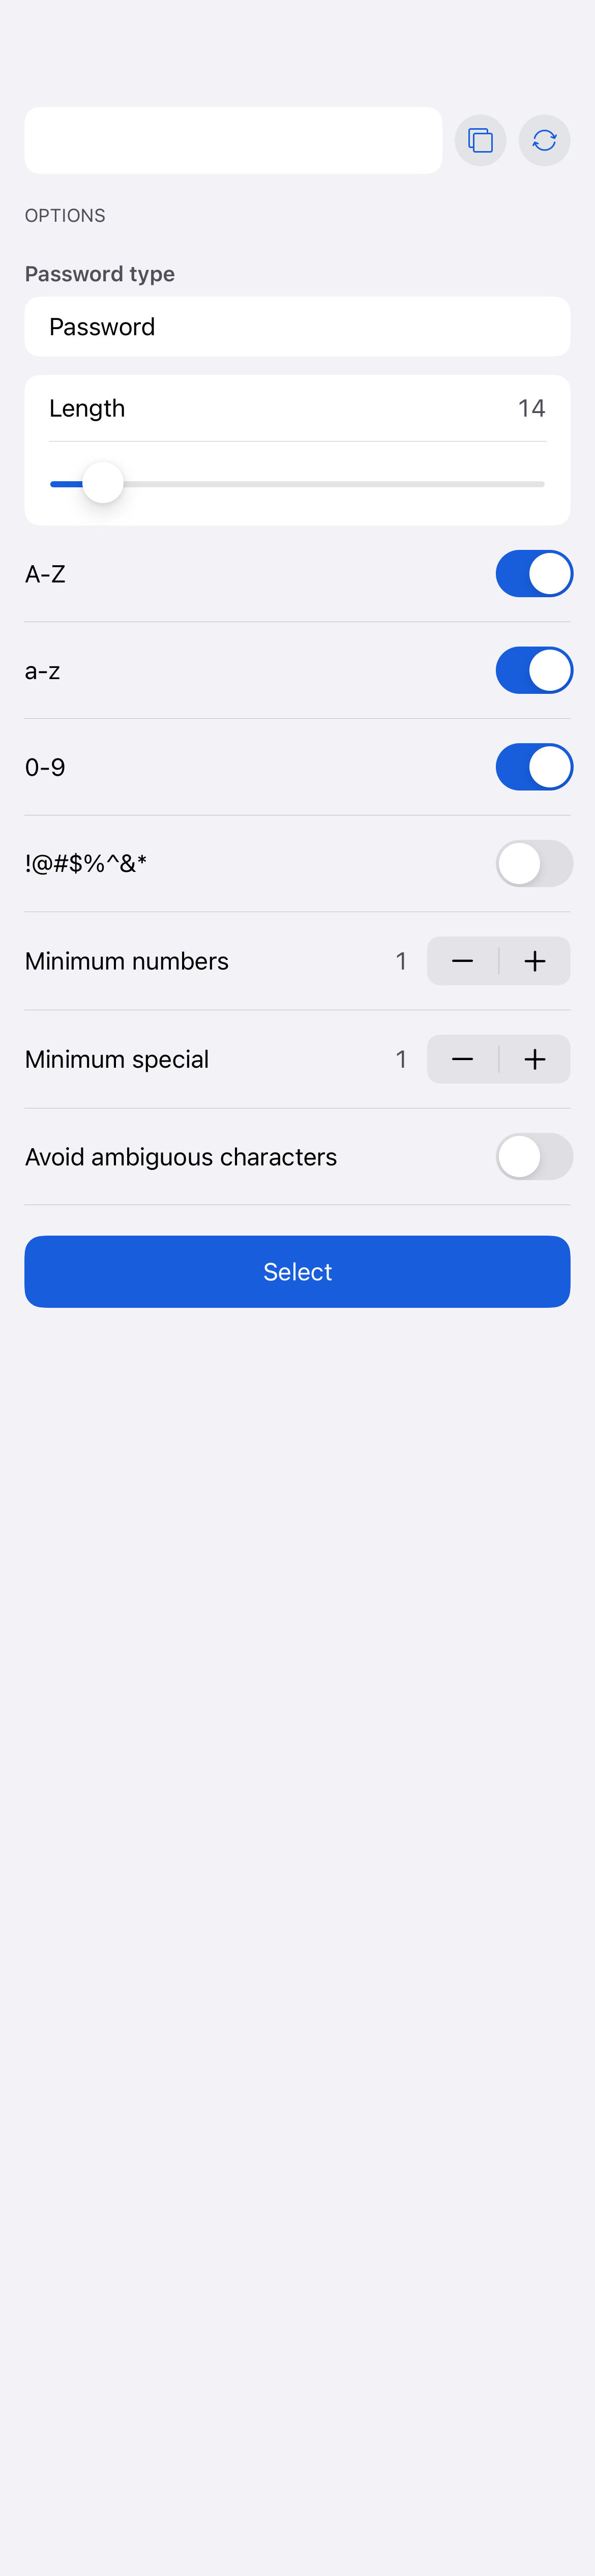 OPTIONS
Password type
Password
Length 14
A-Z
a-z
0-9
!@#$%^&*
Minimum numbers 1
Minimum special 1
Avoid ambiguous characters
Select